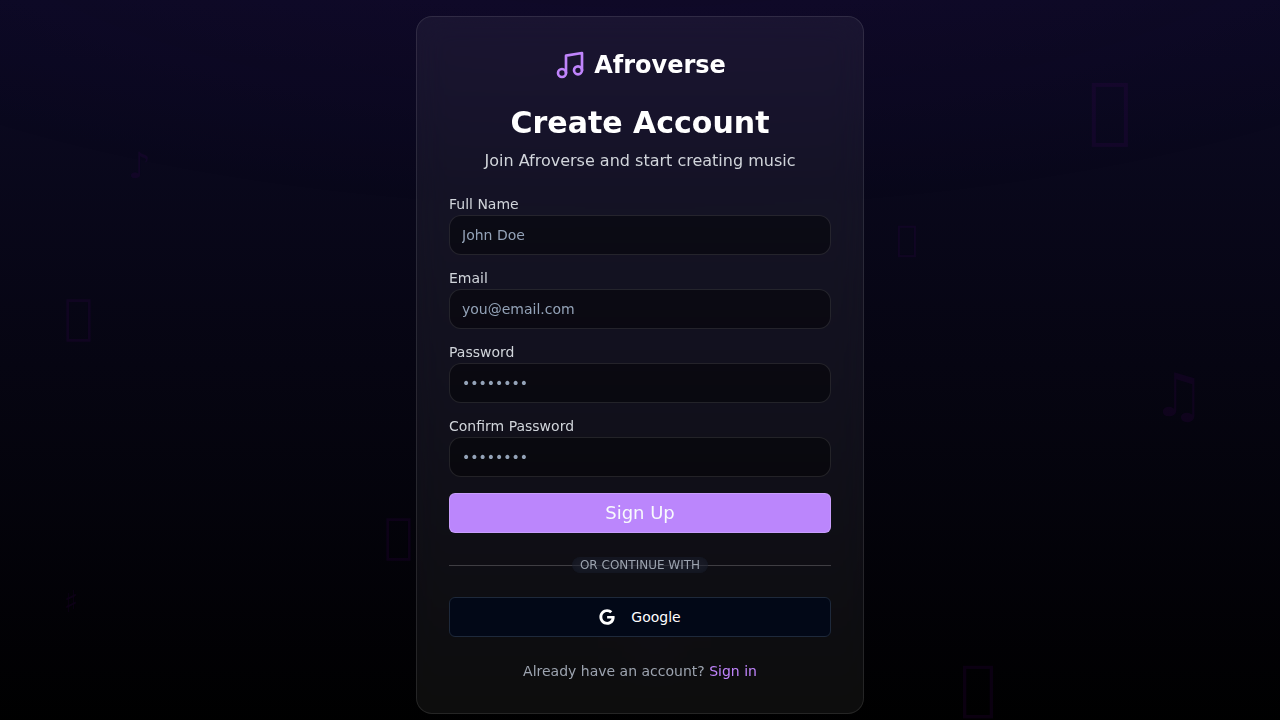 Afroverse
Create Account
Join Afroverse and start creating music
Full Name
John Doe
Email
you@email.com
Password
••••••••
Confirm Password
••••••••
Sign Up
OR CONTINUE WITH
Google
Already have an account? Sign in